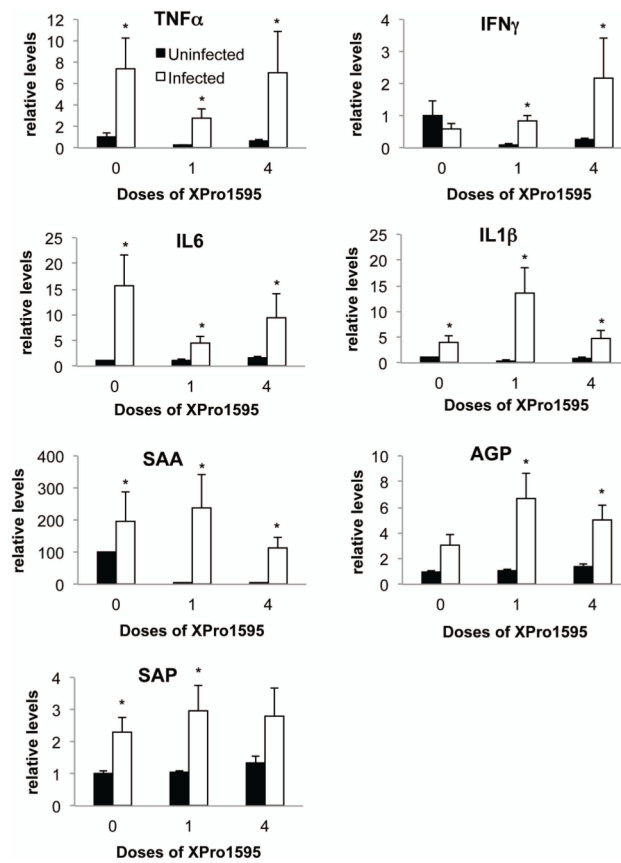 TNFα
relative levels
12
10
8
6
4
2
0
*
*
*
Uninfected
Infected
0 1 4
Doses of XPro1595
IFNγ
relative levels
4
3
2
1
0
*
*
0 1 4
Doses of XPro1595
IL6
relative levels
25
20
15
10
5
0
*
*
*
0 1 4
Doses of XPro1595
IL1β
relative levels
25
20
15
10
5
0
*
*
*
0 1 4
Doses of XPro1595
SAA
relative levels
400
300
200
100
0
*
*
*
0 1 4
Doses of XPro1595
AGP
relative levels
10
8
6
4
2
0
*
*
0 1 4
Doses of XPro1595
SAP
relative levels
4
3
2
1
0
*
*
0 1 4
Doses of XPro1595